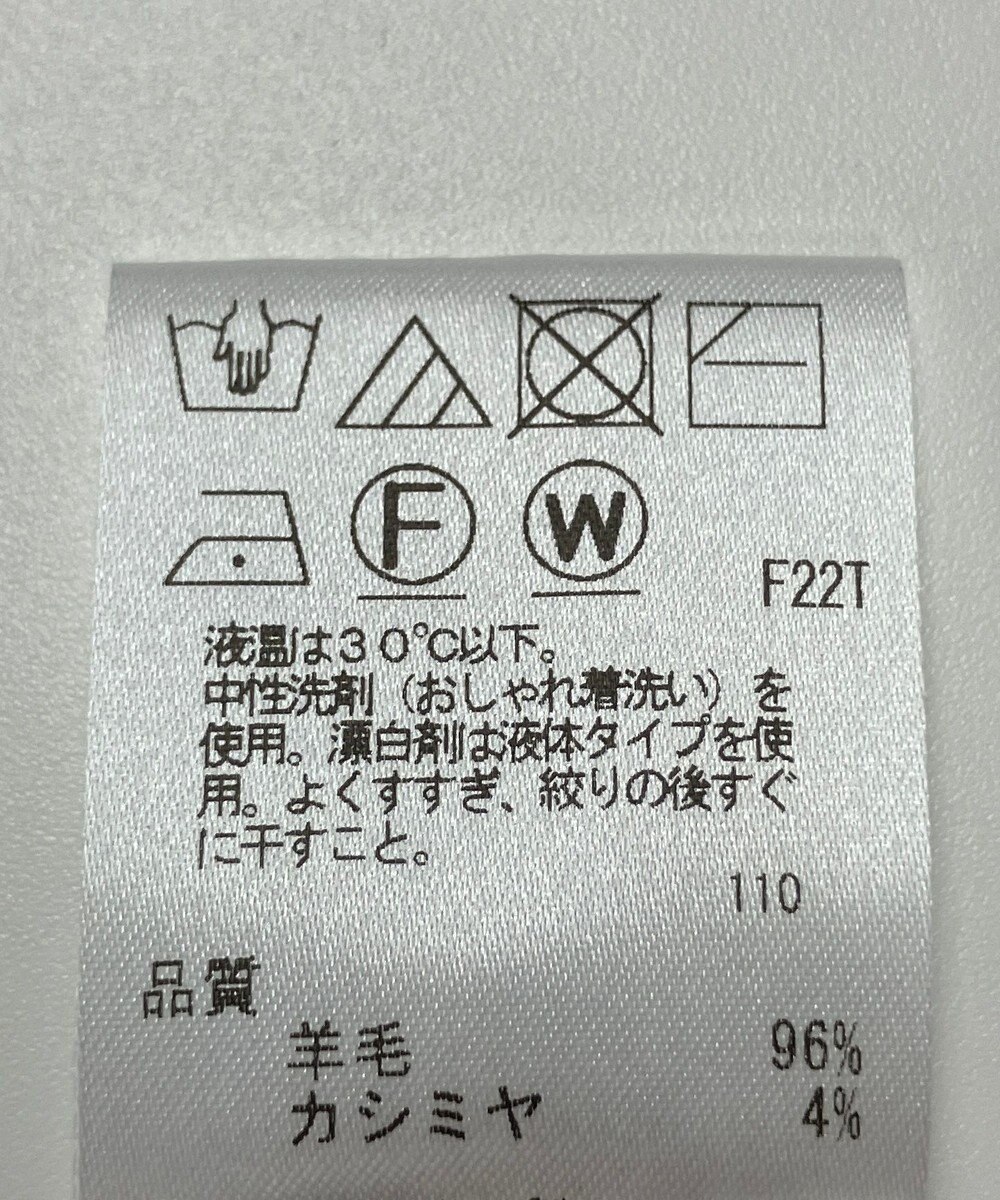 F
W
F22T
液温は30℃以下。
中性洗剤（おしゃれ着洗い）を
使用。漂白剤は液体タイプを使
用。よくすすぎ、絞りの後すぐ
に干すこと。
110
品質
羊毛 96%
カシミヤ 4%